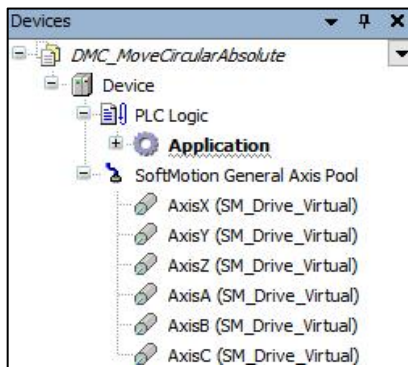 Devices
DMC_MoveCircularAbsolute
Device
PLC Logic
Application
SoftMotion General Axis Pool
AxisX (SM_Drive_Virtual)
AxisY (SM_Drive_Virtual)
AxisZ (SM_Drive_Virtual)
AxisA (SM_Drive_Virtual)
AxisB (SM_Drive_Virtual)
AxisC (SM_Drive_Virtual)